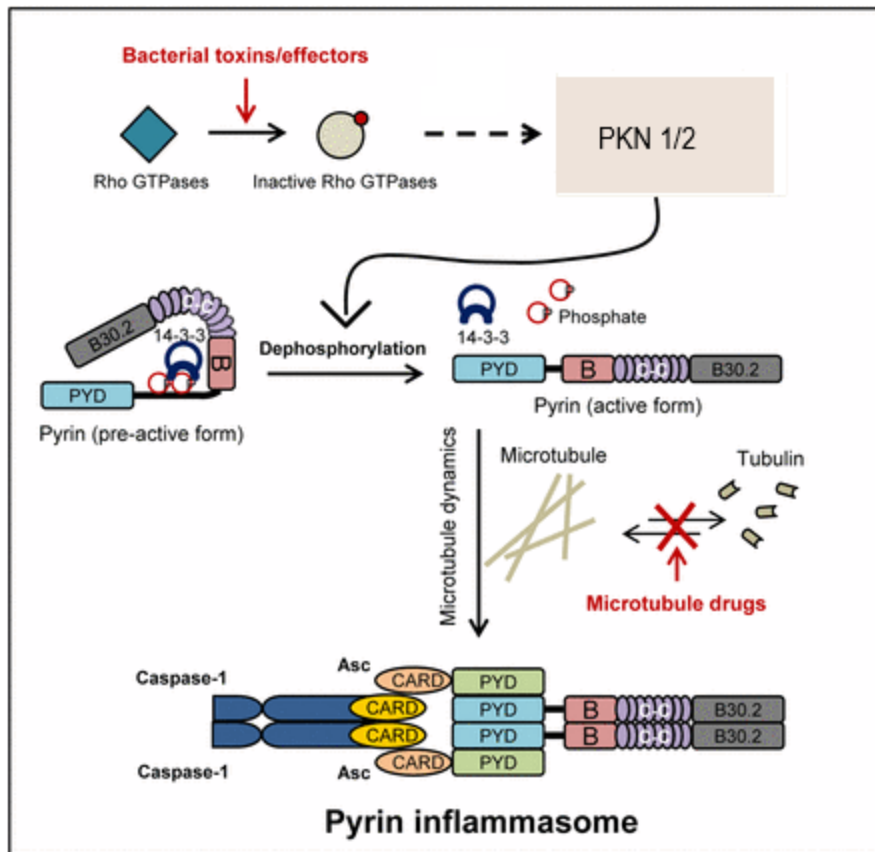 Bacterial toxins/effectors
Rho GTPases
Inactive Rho GTPases
PKN 1/2
B30.2
C-C
14-3-3
B
PYD
Pyrin (pre-active form)
Dephosphorylation
14-3-3
P
P
Phosphate
PYD
B
C-C
B30.2
Pyrin (active form)
Microtubule dynamics
Microtubule
Tubulin
Microtubule drugs
Caspase-1
Asc
CARD
PYD
CARD
PYD
B
C-C
B30.2
CARD
PYD
B
C-C
B30.2
Caspase-1
Asc
CARD
PYD
Pyrin inflammasome